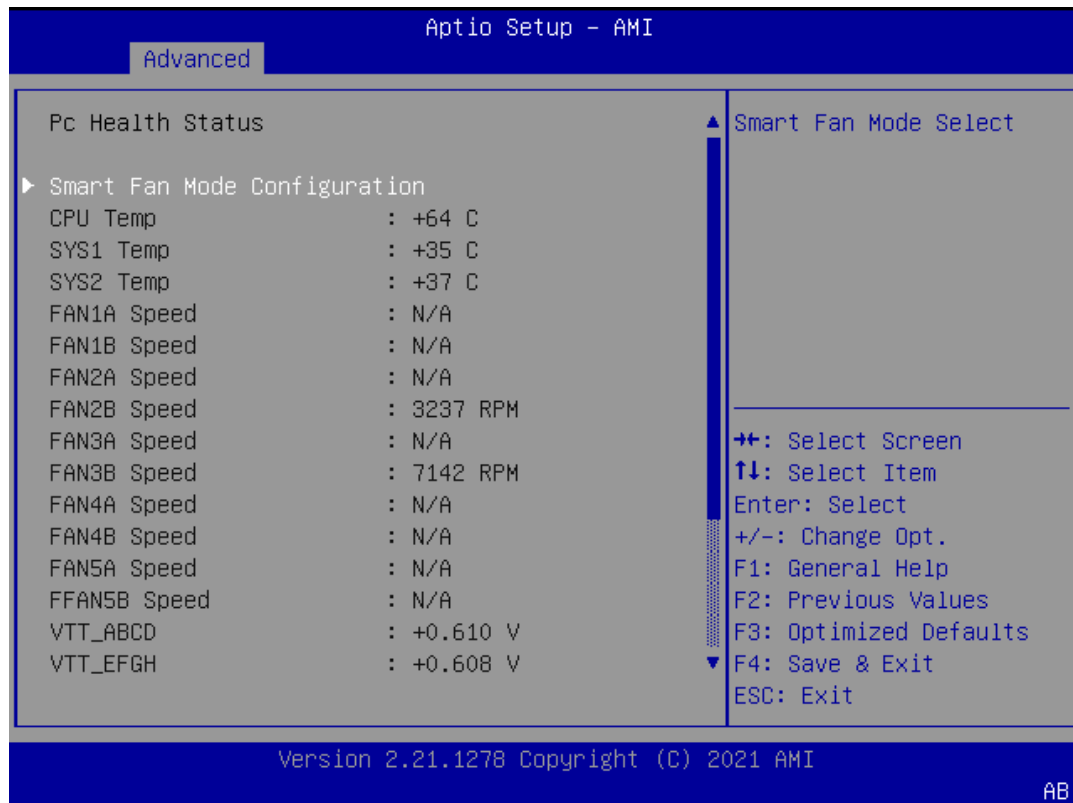 Aptio Setup – AMI
Advanced
Pc Health Status
▶ Smart Fan Mode Configuration
CPU Temp : +64 C
SYS1 Temp : +35 C
SYS2 Temp : +37 C
FAN1A Speed : N/A
FAN1B Speed : N/A
FAN2A Speed : N/A
FAN2B Speed : 3237 RPM
FAN3A Speed : N/A
FAN3B Speed : 7142 RPM
FAN4A Speed : N/A
FAN4B Speed : N/A
FAN5A Speed : N/A
FFAN5B Speed : N/A
VTT_ABCD : +0.610 V
VTT_EFGH : +0.608 V
Smart Fan Mode Select
→←: Select Screen
↑↓: Select Item
Enter: Select
+/-: Change Opt.
F1: General Help
F2: Previous Values
F3: Optimized Defaults
F4: Save & Exit
ESC: Exit
Version 2.21.1278 Copyright (C) 2021 AMI
AB